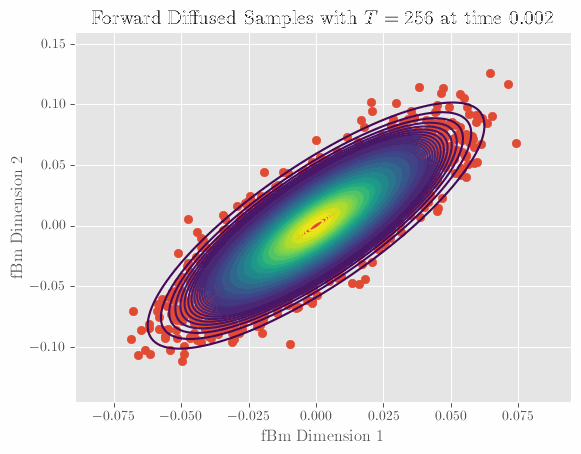 Forward Diffused Samples with T = 256 at time 0.002
0.15
0.10
0.05
0.00
−0.05
−0.10
fBm Dimension 2
−0.075 −0.050 −0.025 0.000 0.025 0.050 0.075
fBm Dimension 1